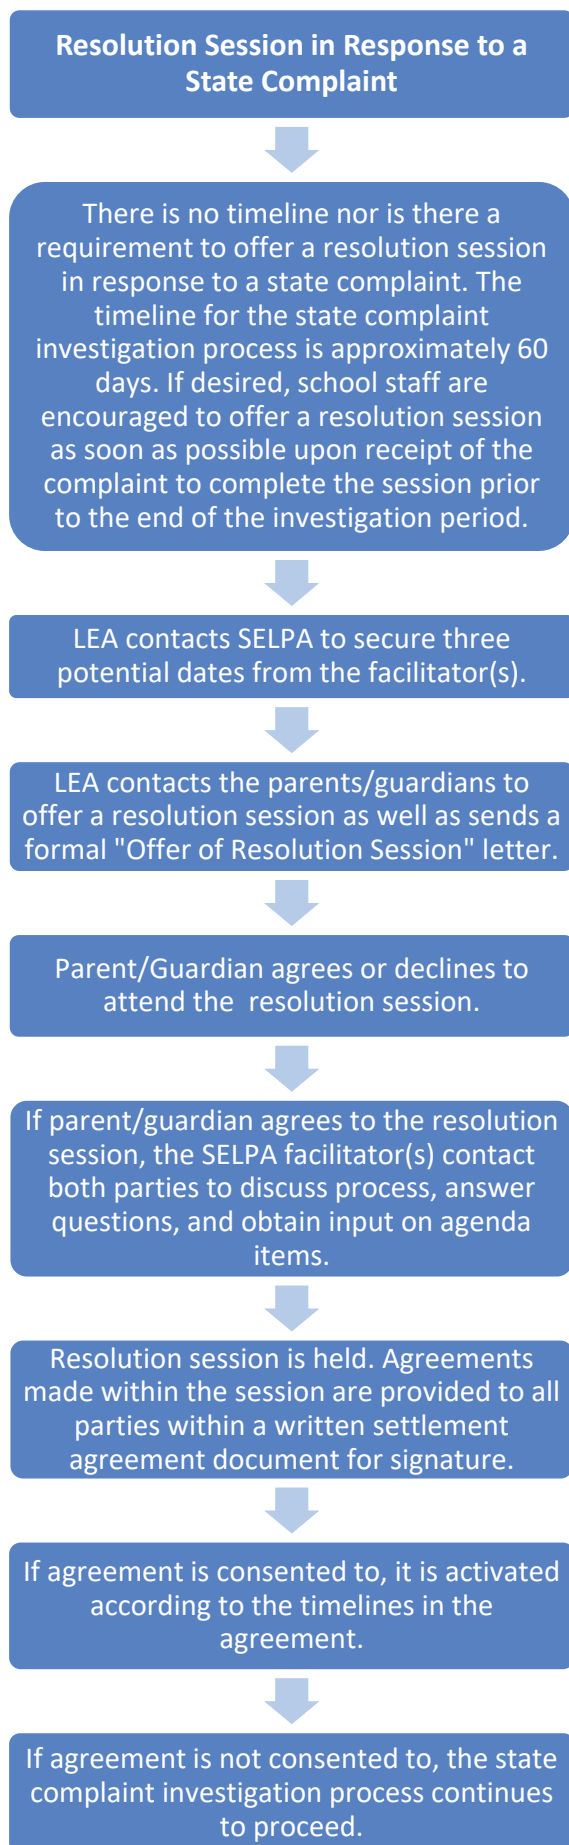 Resolution Session in Response to a
State Complaint
There is no timeline nor is there a
requirement to offer a resolution session
in response to a state complaint. The
timeline for the state complaint
investigation process is approximately 60
days. If desired, school staff are
encouraged to offer a resolution session
as soon as possible upon receipt of the
complaint to complete the session prior
to the end of the investigation period.
LEA contacts SELPA to secure three
potential dates from the facilitator(s).
LEA contacts the parents/guardians to
offer a resolution session as well as sends a
formal "Offer of Resolution Session" letter.
Parent/Guardian agrees or declines to
attend the  resolution session.
If parent/guardian agrees to the resolution
session, the SELPA facilitator(s) contact
both parties to discuss process, answer
questions, and obtain input on agenda
items.
Resolution session is held. Agreements
made within the session are provided to all
parties within a written settlement
agreement document for signature.
If agreement is consented to, it is activated
according to the timelines in the
agreement.
If agreement is not consented to, the state
complaint investigation process continues
to proceed.